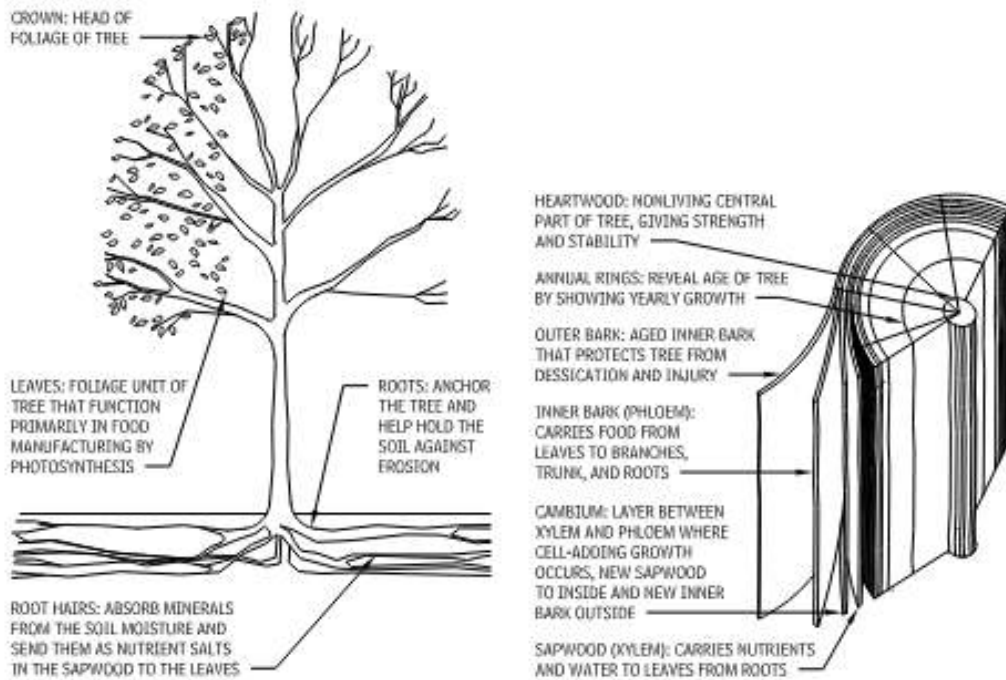 CROWN: HEAD OF
FOLIAGE OF TREE
LEAVES: FOLIAGE UNIT OF
TREE THAT FUNCTION
PRIMARILY IN FOOD
MANUFACTURING BY
PHOTOSYNTHESIS
ROOTS: ANCHOR
THE TREE AND
HELP HOLD THE
SOIL AGAINST
EROSION
ROOT HAIRS: ABSORB MINERALS
FROM THE SOIL MOISTURE AND
SEND THEM AS NUTRIENT SALTS
IN THE SAPWOOD TO THE LEAVES
HEARTWOOD: NONLIVING CENTRAL
PART OF TREE, GIVING STRENGTH
AND STABILITY
ANNUAL RINGS: REVEAL AGE OF TREE
BY SHOWING YEARLY GROWTH
OUTER BARK: AGED INNER BARK
THAT PROTECTS TREE FROM
DESSICATION AND INJURY
INNER BARK (PHLOEM):
CARRIES FOOD FROM
LEAVES TO BRANCHES,
TRUNK, AND ROOTS
CAMBIUM: LAYER BETWEEN
XYLEM AND PHLOEM WHERE
CELL-ADDING GROWTH
OCCURS, NEW SAPWOOD
TO INSIDE AND NEW INNER
BARK OUTSIDE
SAPWOOD (XYLEM): CARRIES NUTRIENTS
AND WATER TO LEAVES FROM ROOTS